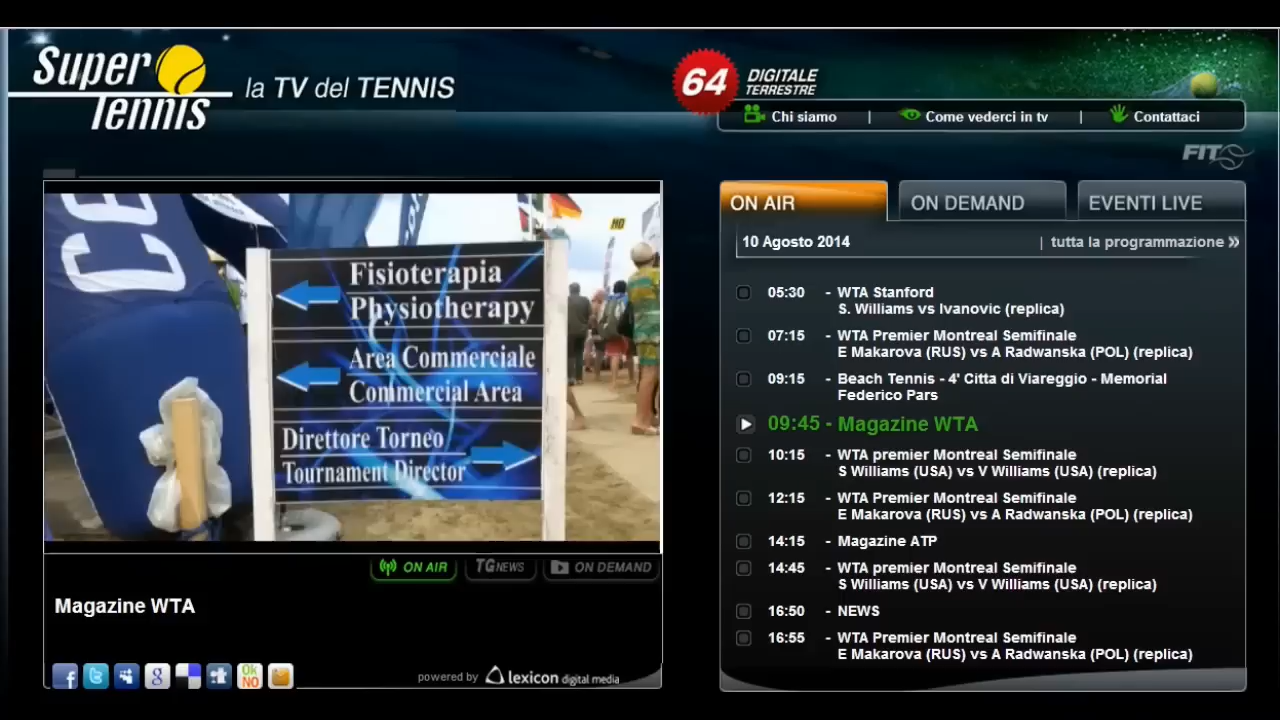 Super
Tennis
la TV del TENNIS
64
DIGITALE
TERRESTRE
Chi siamo | Come vederci in tv | Contattaci
FIT
Fisioterapia
Physiotherapy
Area Commerciale
Commercial Area
Direttore Torneo
Tournament Director
ON AIR
TG NEWS
ON DEMAND
Magazine WTA
powered by lexicon digital media
OK
NO
ON AIR
ON DEMAND
EVENTI LIVE
10 Agosto 2014 | tutta la programmazione »
05:30 - WTA Stanford
S. Williams vs Ivanovic (replica)
07:15 - WTA Premier Montreal Semifinale
E Makarova (RUS) vs A Radwanska (POL) (replica)
09:15 - Beach Tennis - 4' Citta di Viareggio - Memorial
Federico Pars
09:45 - Magazine WTA
10:15 - WTA premier Montreal Semifinale
S Williams (USA) vs V Williams (USA) (replica)
12:15 - WTA Premier Montreal Semifinale
E Makarova (RUS) vs A Radwanska (POL) (replica)
14:15 - Magazine ATP
14:45 - WTA premier Montreal Semifinale
S Williams (USA) vs V Williams (USA) (replica)
16:50 - NEWS
16:55 - WTA Premier Montreal Semifinale
E Makarova (RUS) vs A Radwanska (POL) (replica)